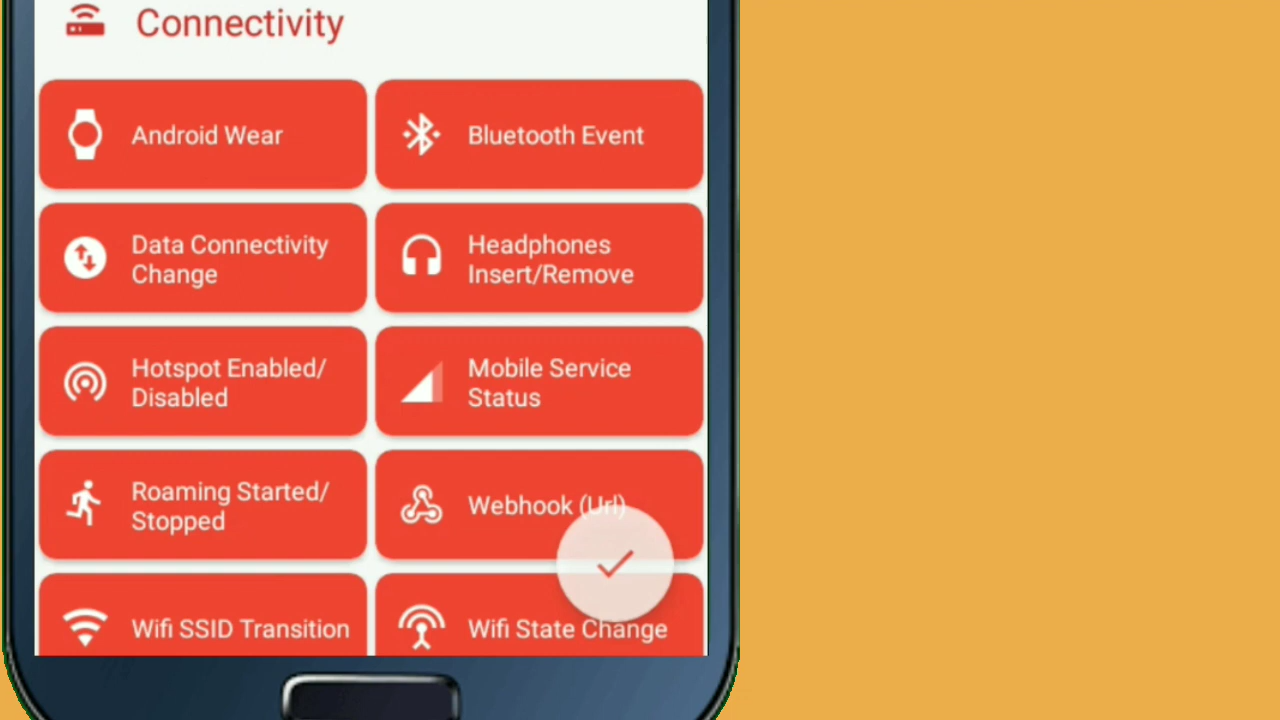 Connectivity
Android Wear
Bluetooth Event
Data Connectivity
Change
Headphones
Insert/Remove
Hotspot Enabled/
Disabled
Mobile Service
Status
Roaming Started/
Stopped
Webhook (Url)
Wifi SSID Transition
Wifi State Change